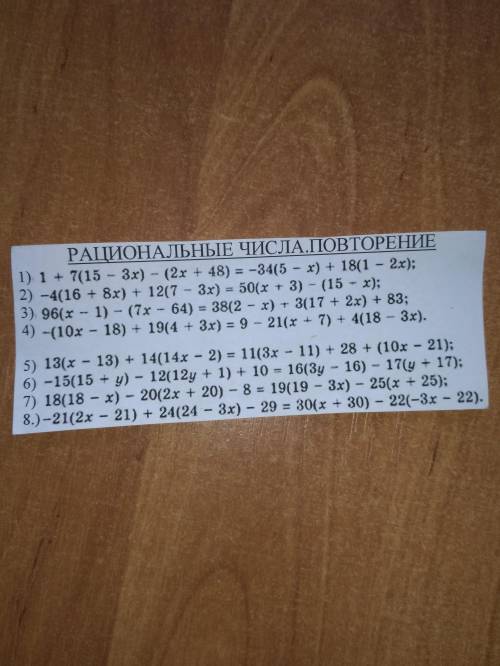 РАЦИОНАЛЬНЫЕ ЧИСЛА.ПОВТОРЕНИЕ
1) 1 + 7(15 − 3x) − (2x + 48) = −34(5 − x) + 18(1 − 2x);
2) −4(16 + 8x) + 12(7 − 3x) = 50(x + 3) − (15 − x);
3) 96(x − 1) − (7x − 64) = 38(2 − x) + 3(17 + 2x) + 83;
4) −(10x − 18) + 19(4 + 3x) = 9 − 21(x + 7) + 4(18 − 3x).
5) 13(x − 13) + 14(14x − 2) = 11(3x − 11) + 28 + (10x − 21);
6) −15(15 + y) − 12(12y + 1) + 10 = 16(3y − 16) − 17(y + 17);
7) 18(18 − x) − 20(2x + 20) − 8 = 19(19 − 3x) − 25(x + 25);
8.) −21(2x − 21) + 24(24 − 3x) − 29 = 30(x + 30) − 22(−3x − 22).